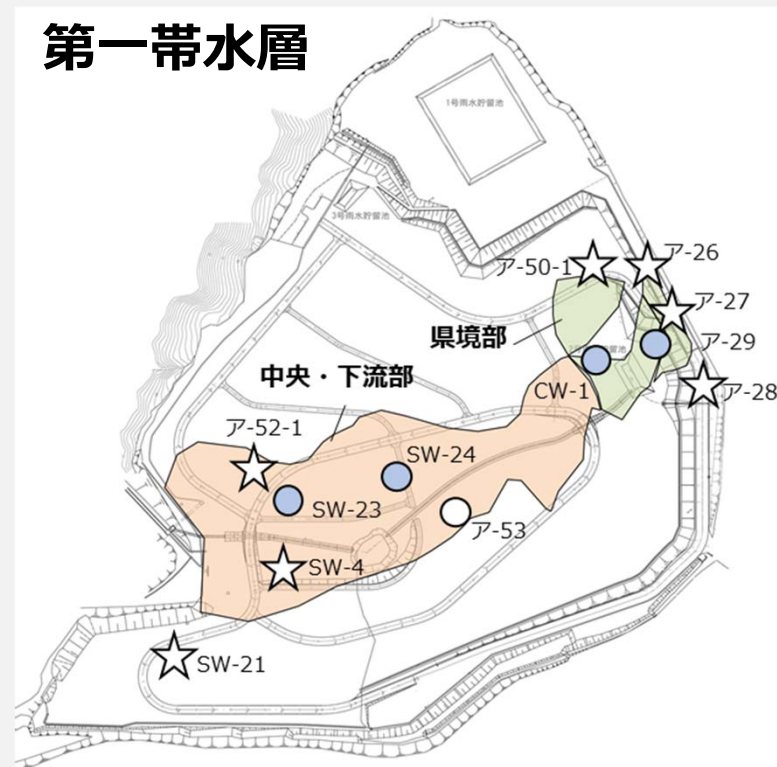 第一帯水層
1号雨水貯留池
3号雨水貯留池
ア-50-1
ア-26
ア-27
県境部
ア-29
中央・下流部
CW-1
ア-28
ア-52-1
SW-24
SW-23
ア-53
SW-4
SW-21